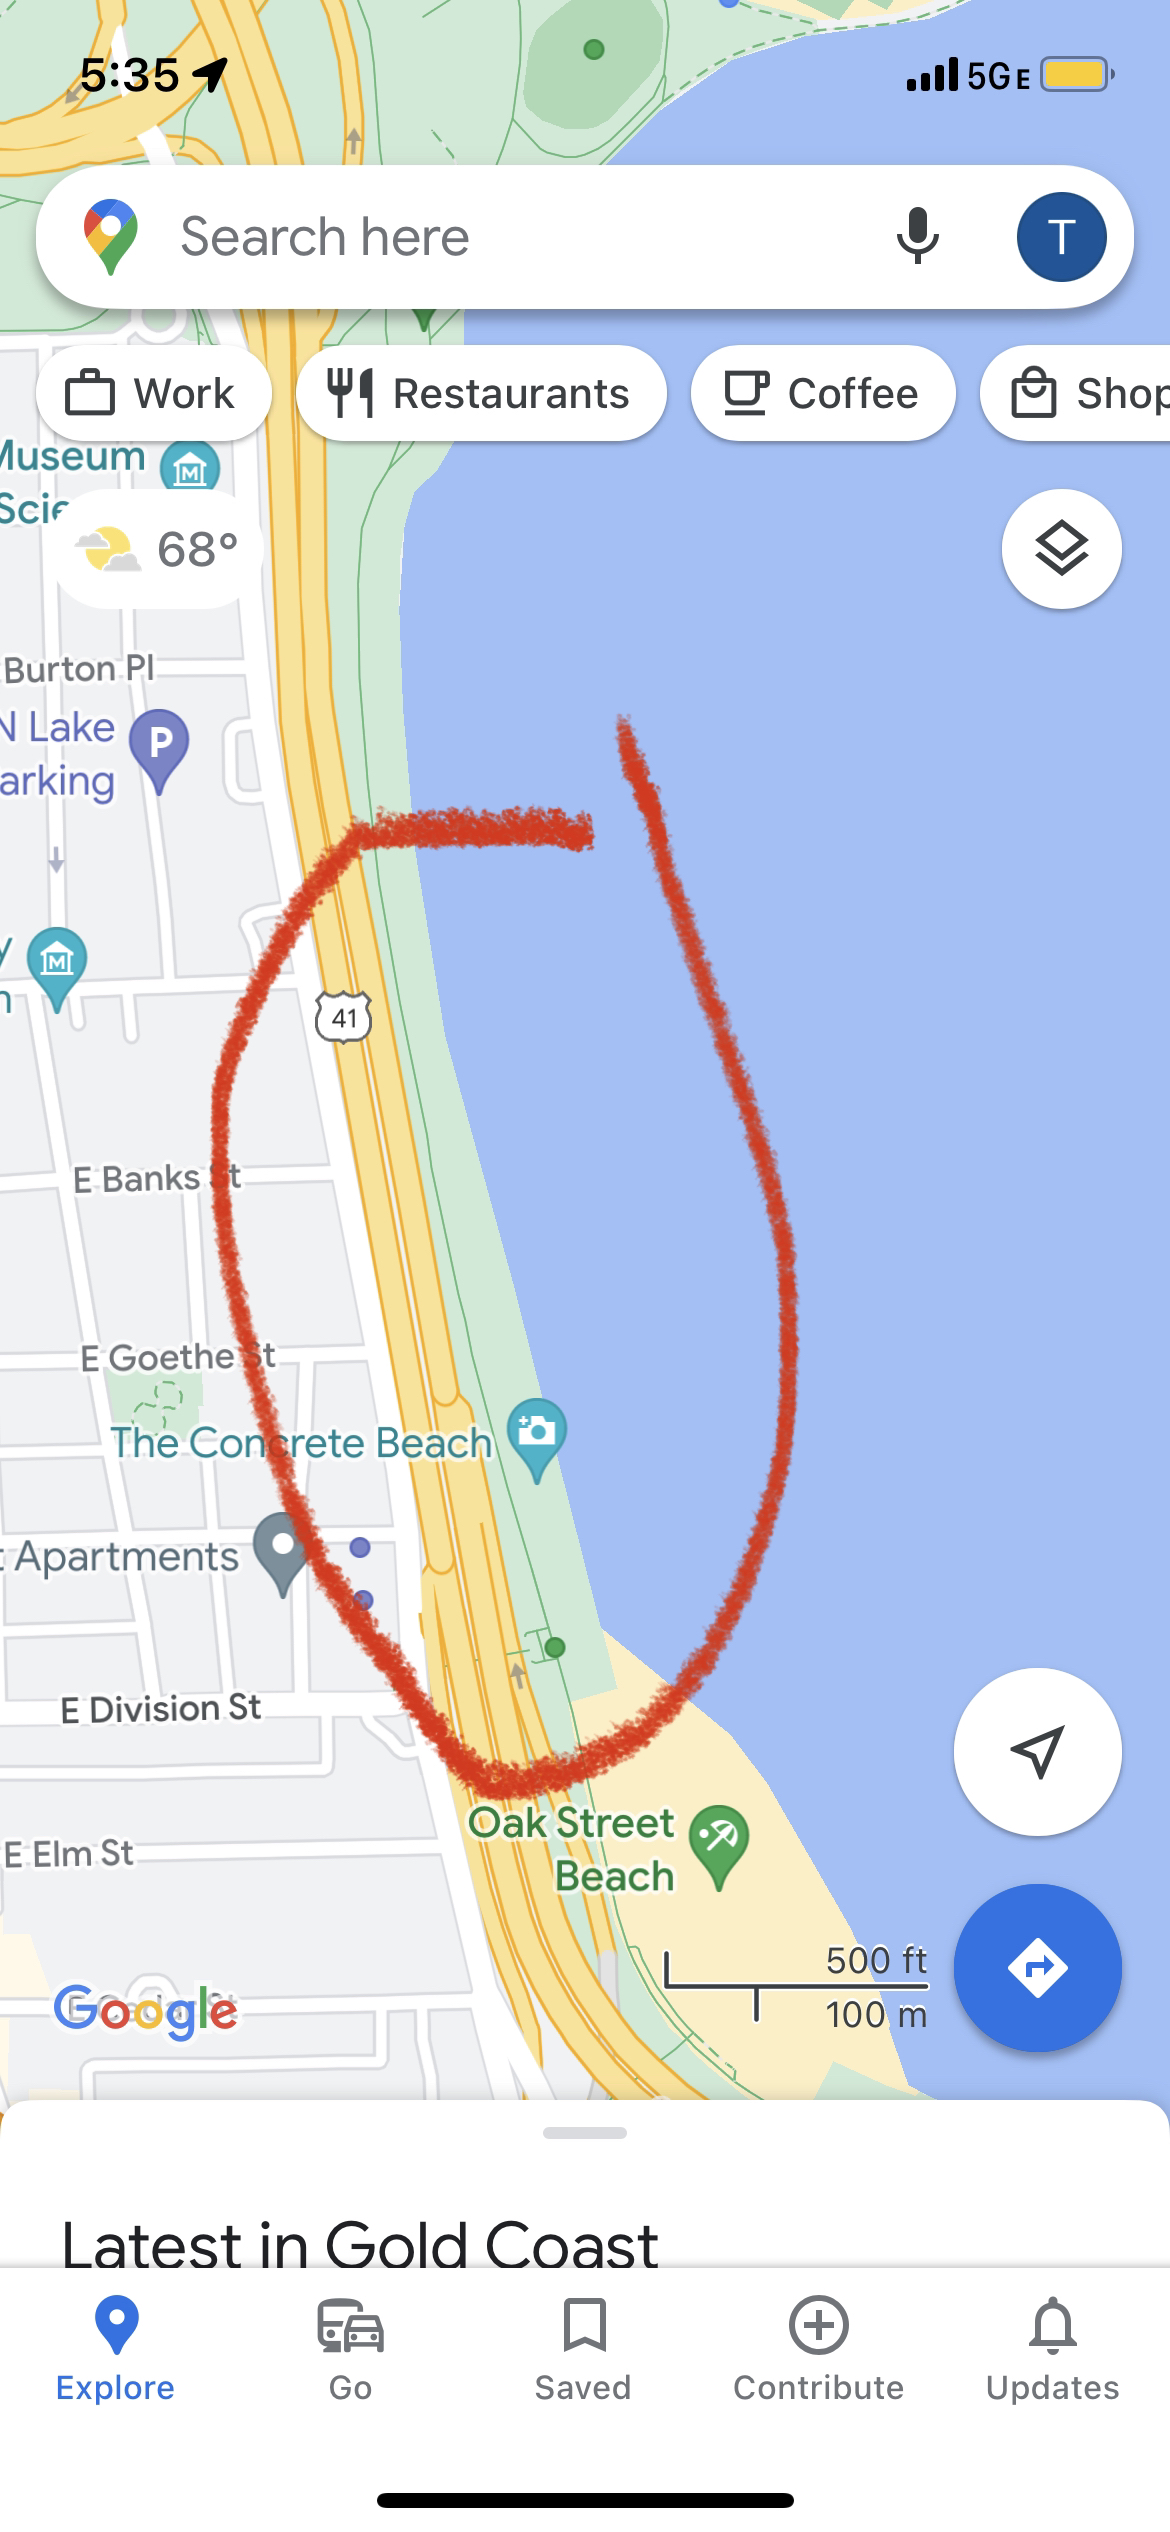 5:35
5G E
Search here
T
Work
Restaurants
Coffee
Shop
Museum
M
68°
Burton Pl
N Lake
P
arking
M
41
E Banks St
E Goethe St
The Concrete Beach
Apartments
E Division St
Oak Street
Beach
E Elm St
500 ft
100 m
Google
Latest in Gold Coast
Explore
Go
Saved
Contribute
Updates